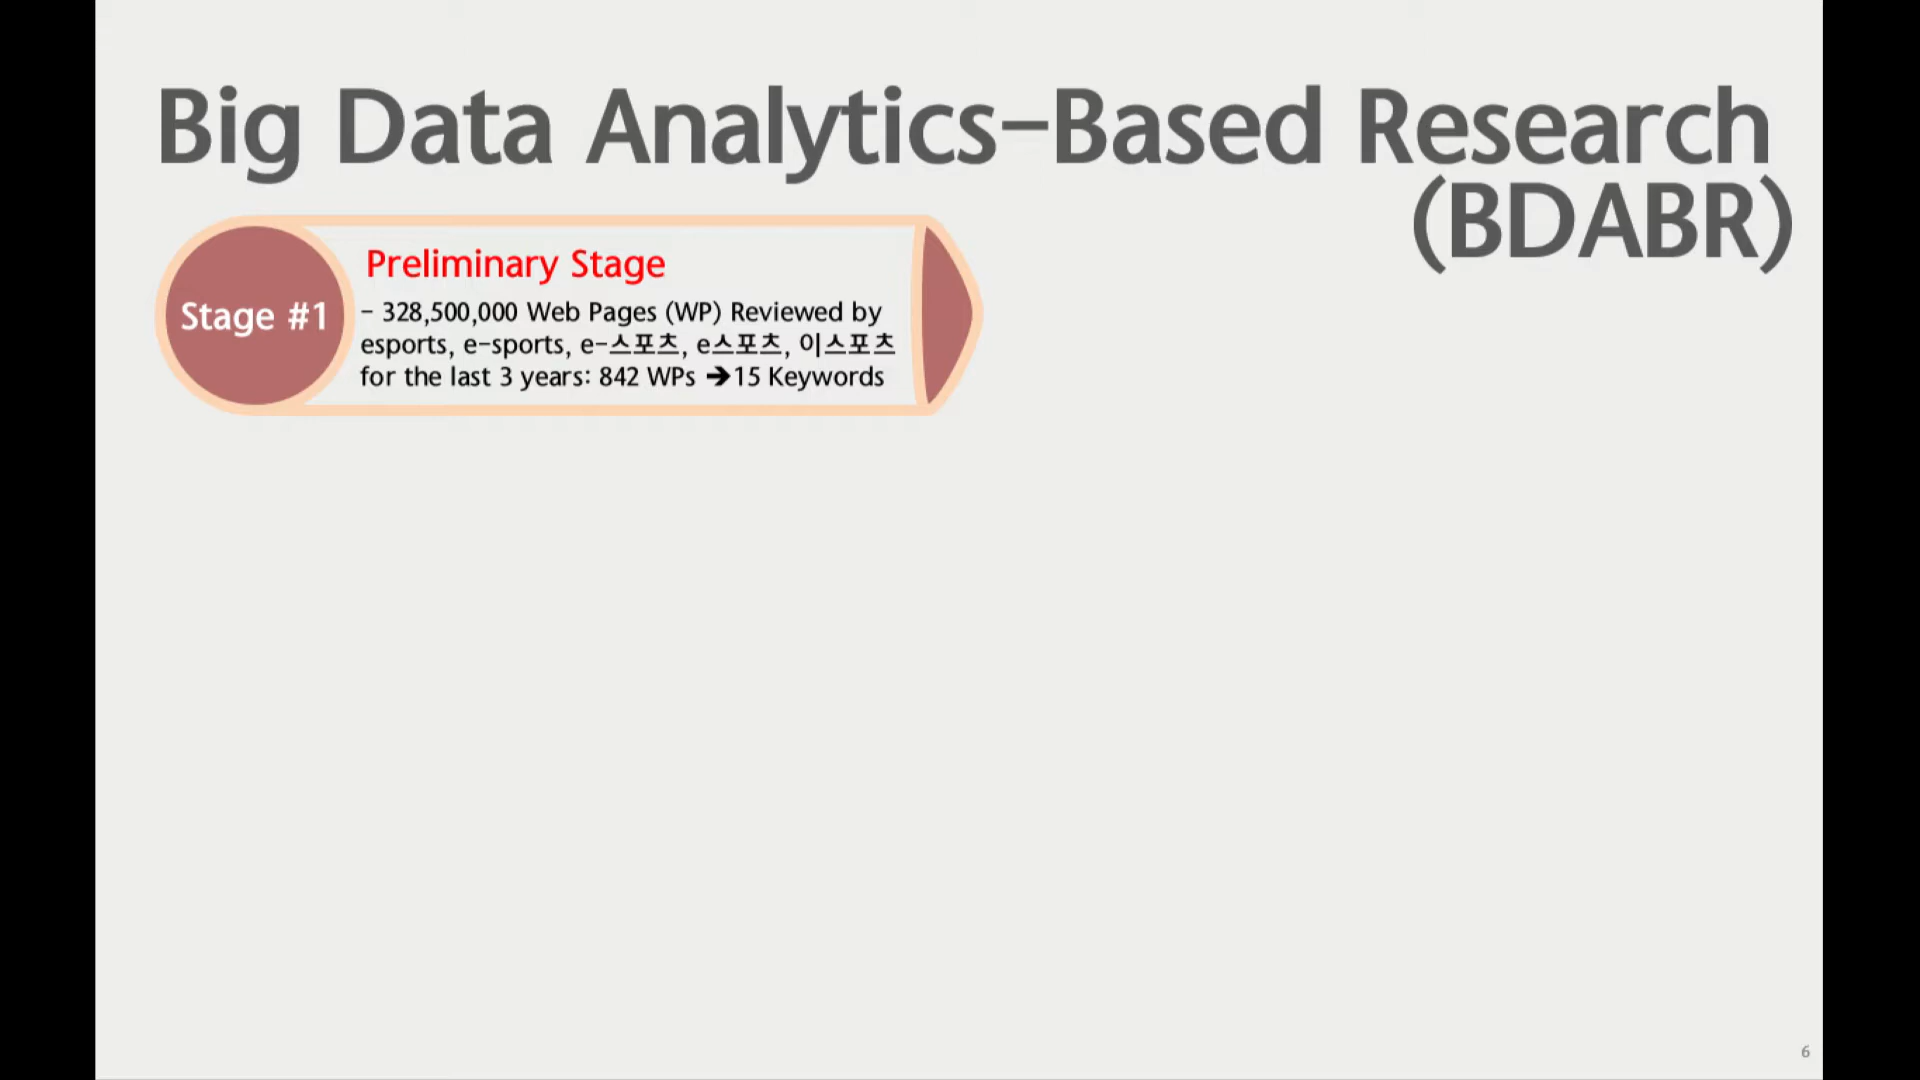 Big Data Analytics-Based Research
(BDABR)
Stage #1
Preliminary Stage
- 328,500,000 Web Pages (WP) Reviewed by
esports, e-sports, e-스포츠, e스포츠, 이스포츠
for the last 3 years: 842 WPs ➔15 Keywords
6